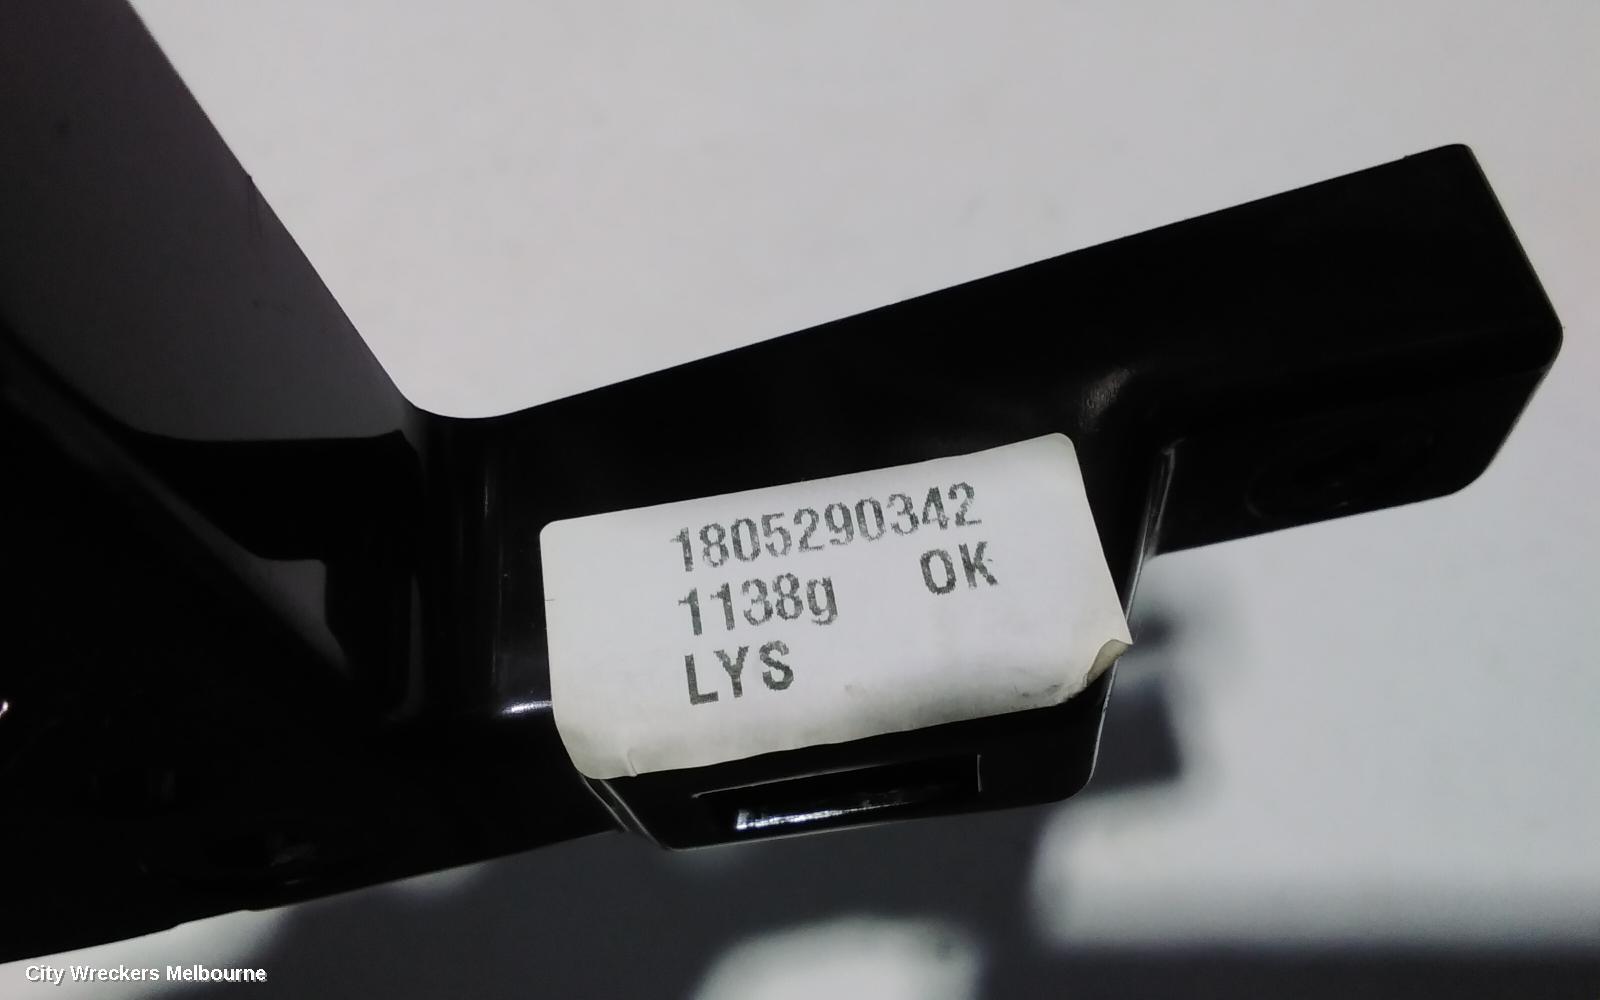 1805290342
1138g OK
LYS
City Wreckers Melbourne